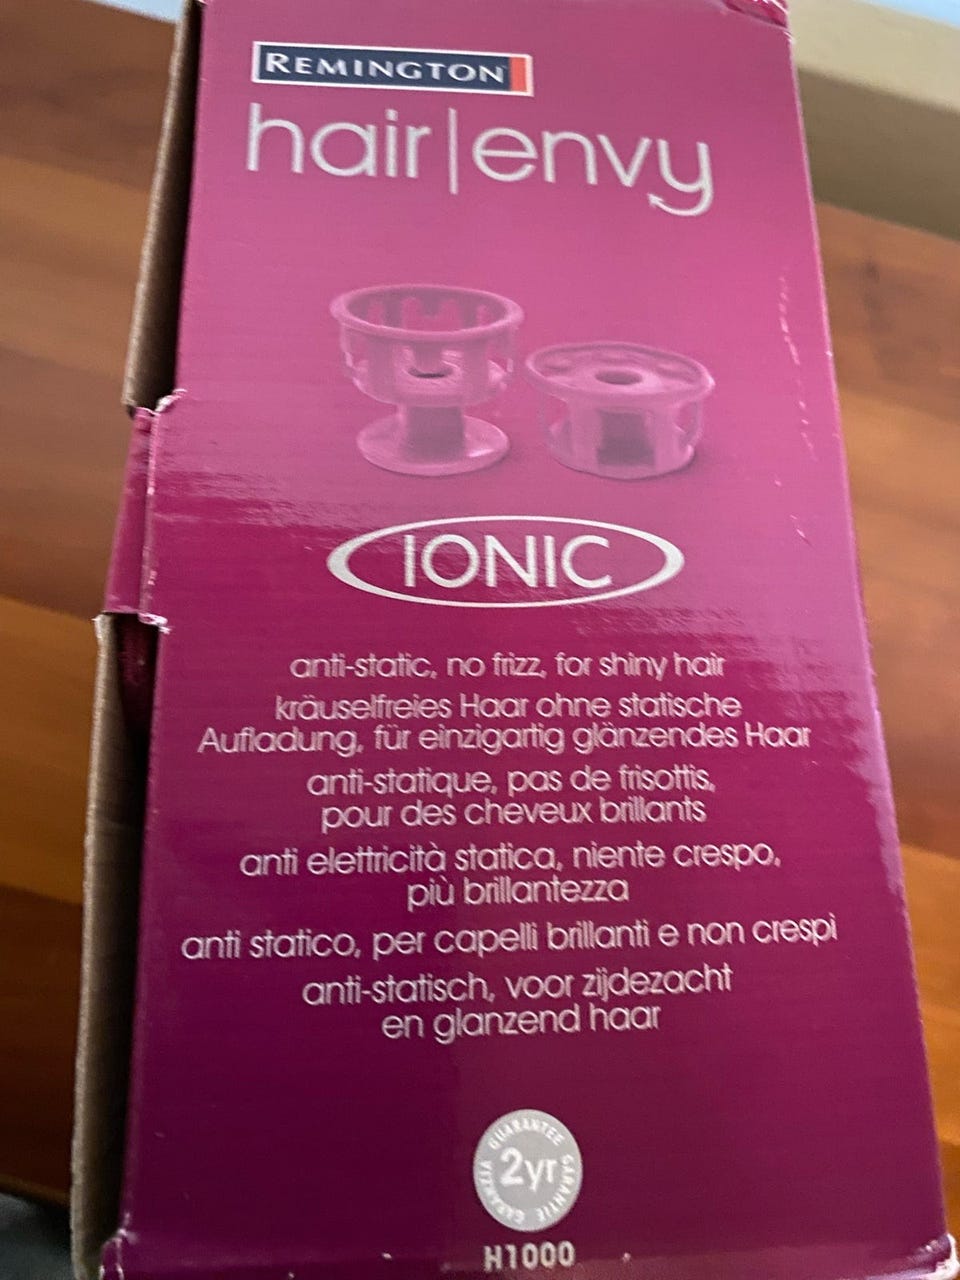 REMINGTON
hair|envy
IONIC
anti-static, no frizz, for shiny hair
kräuselfreies Haar ohne statische
Aufladung, für einzigartig glänzendes Haar
anti-statique, pas de frisottis,
pour des cheveux brillants
anti elettricità statica, niente crespo,
più brillantezza
anti statico, per capelli brillanti e non crespi
anti-statisch, voor zijdezacht
en glanzend haar
GUARANTEE
GARANTIE
GARANZIA
2yr
H1000